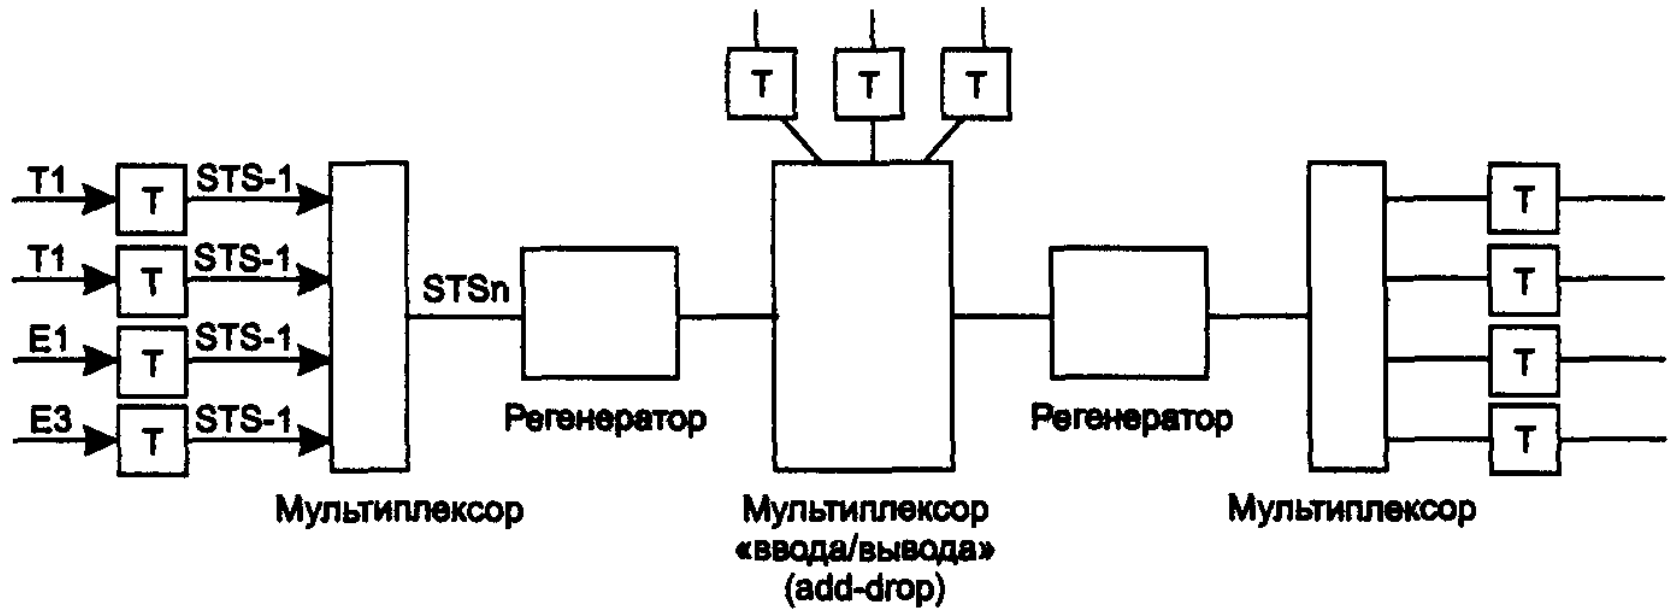 T T T
T1 T STS-1
T1 T STS-1
E1 T STS-1
E3 T STS-1
STSn
T
T
T
T
Регенератор
Регенератор
Мультиплексор
Мультиплексор
«ввода/вывода»
(add-drop)
Мультиплексор